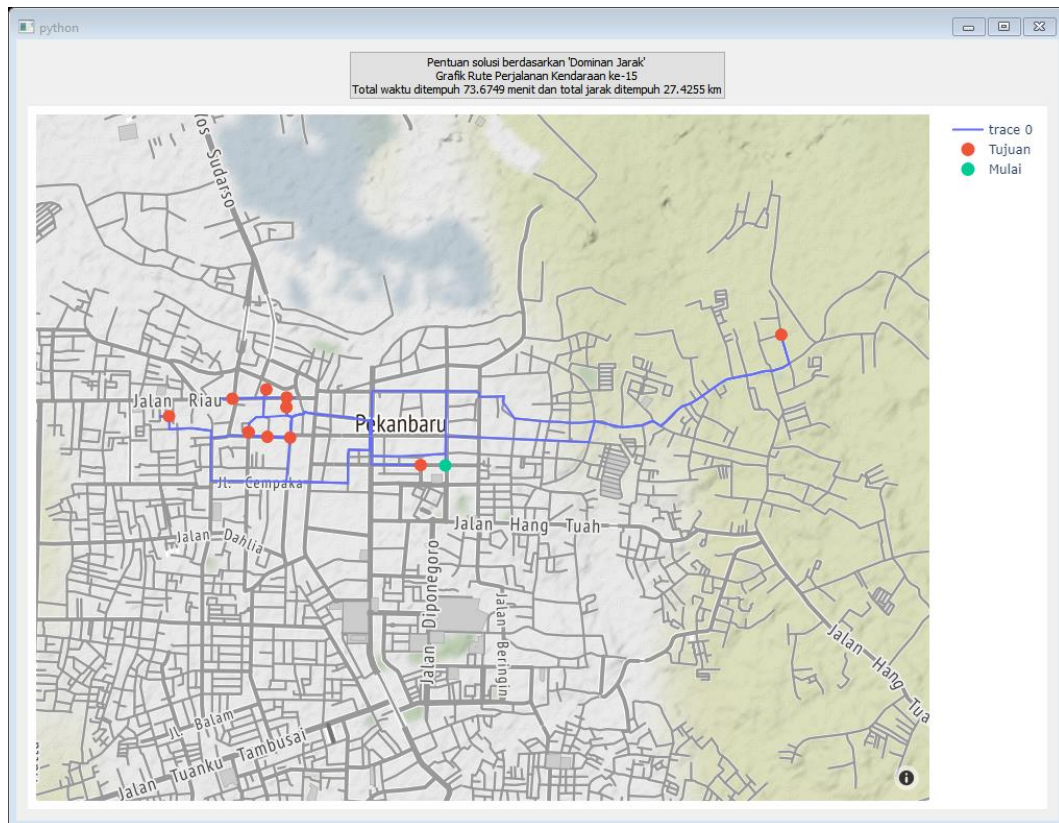 python
Pentuan solusi berdasarkan 'Dominan Jarak'
Grafik Rute Perjalanan Kendaraan ke-15
Total waktu ditempuh 73.6749 menit dan total jarak ditempuh 27.4255 km
trace 0
Tujuan
Mulai
Yos Sudarso
Jalan Riau
Pekanbaru
Jl. Cempaka
Jalan Hang Tuah
Jalan Dahlia
Jalan Diponegoro
Jalan Beringin
Jalan Hang Tua
Jl. Balam
Jalan Tuanku Tambusai